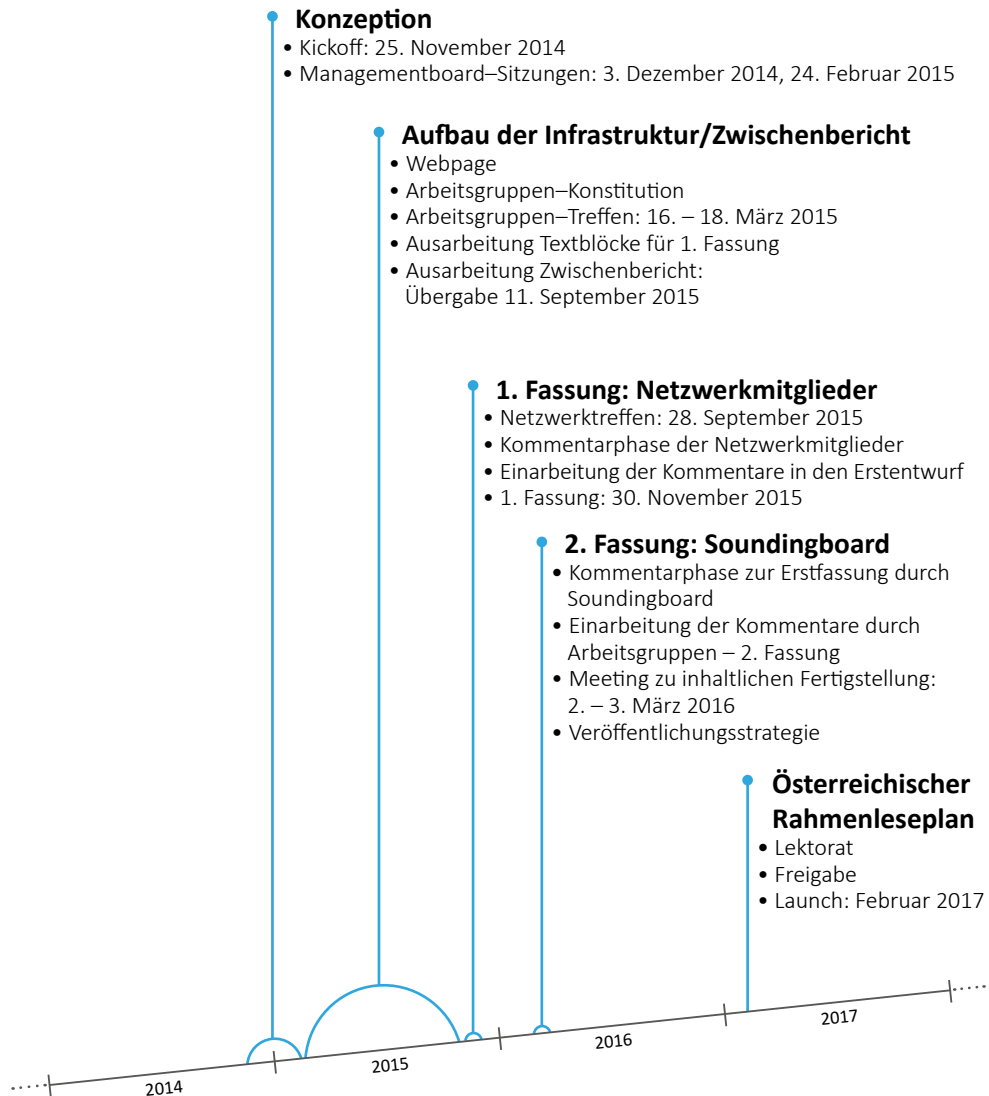 Konzeption
• Kickoff: 25. November 2014
• Managementboard–Sitzungen: 3. Dezember 2014, 24. Februar 2015
Aufbau der Infrastruktur/Zwischenbericht
• Webpage
• Arbeitsgruppen–Konstitution
• Arbeitsgruppen–Treffen: 16. – 18. März 2015
• Ausarbeitung Textblöcke für 1. Fassung
• Ausarbeitung Zwischenbericht:
Übergabe 11. September 2015
1. Fassung: Netzwerkmitglieder
• Netzwerktreffen: 28. September 2015
• Kommentarphase der Netzwerkmitglieder
• Einarbeitung der Kommentare in den Erstentwurf
• 1. Fassung: 30. November 2015
2. Fassung: Soundingboard
• Kommentarphase zur Erstfassung durch
Soundingboard
• Einarbeitung der Kommentare durch
Arbeitsgruppen – 2. Fassung
• Meeting zu inhaltlichen Fertigstellung:
2. – 3. März 2016
• Veröffentlichungsstrategie
Österreichischer
Rahmenleseplan
• Lektorat
• Freigabe
• Launch: Februar 2017
2014
2015
2016
2017